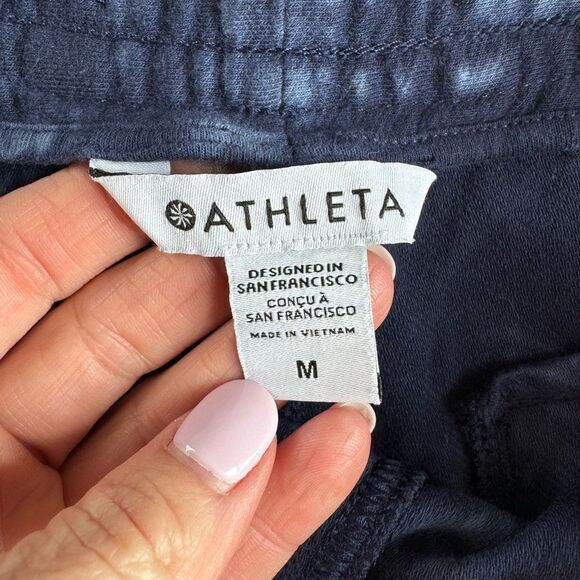 ATHLETA
DESIGNED IN
SAN FRANCISCO
CONÇU À
SAN FRANCISCO
MADE IN VIETNAM
M